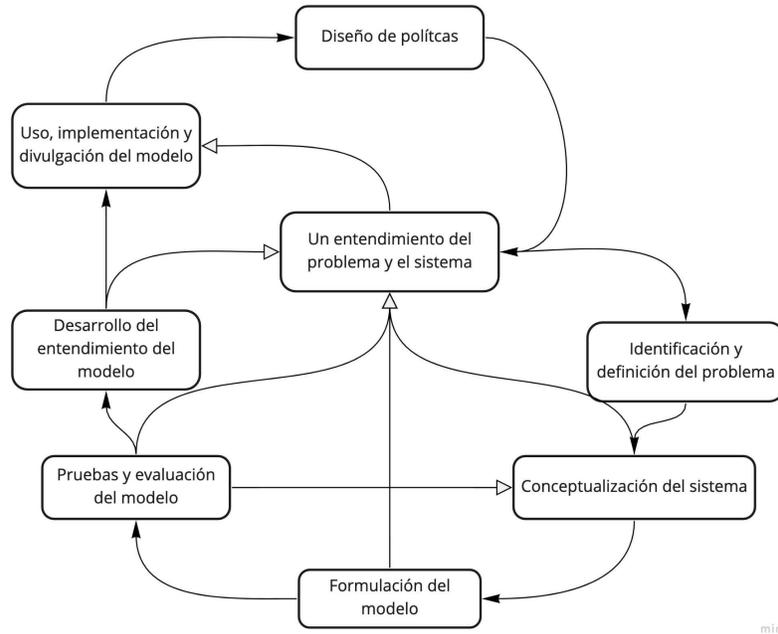 Diseño de polítcas
Uso, implementación y
divulgación del modelo
Un entendimiento del
problema y el sistema
Desarrollo del
entendimiento del
modelo
Identificación y
definición del problema
Pruebas y evaluación
del modelo
Conceptualización del sistema
Formulación del
modelo